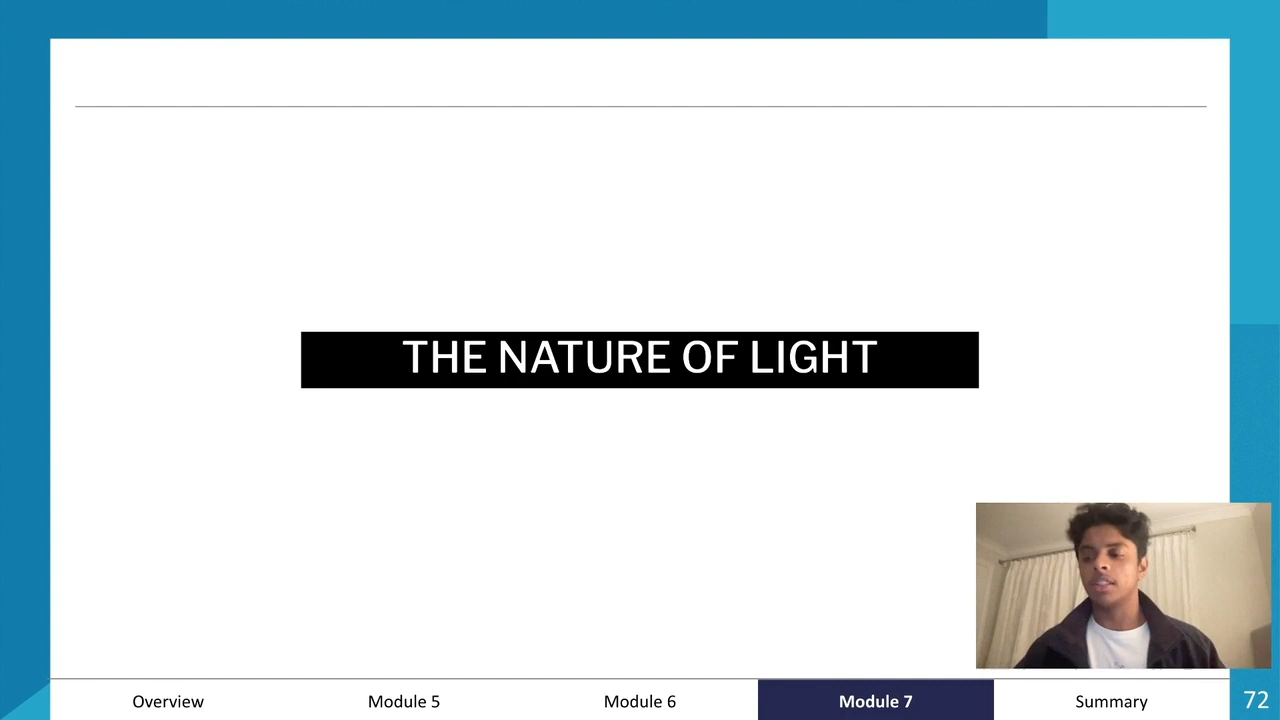 THE NATURE OF LIGHT
Overview
Module 5
Module 6
Module 7
Summary
72